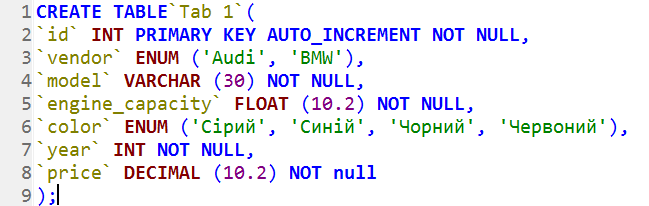 1 CREATE TABLE`Tab 1`(
2 `id` INT PRIMARY KEY AUTO_INCREMENT NOT NULL,
3 `vendor` ENUM ('Audi', 'BMW'),
4 `model` VARCHAR (30) NOT NULL,
5 `engine_capacity` FLOAT (10.2) NOT NULL,
6 `color` ENUM ('Сірий', 'Синій', 'Чорний', 'Червоний'),
7 `year` INT NOT NULL,
8 `price` DECIMAL (10.2) NOT null
9 );